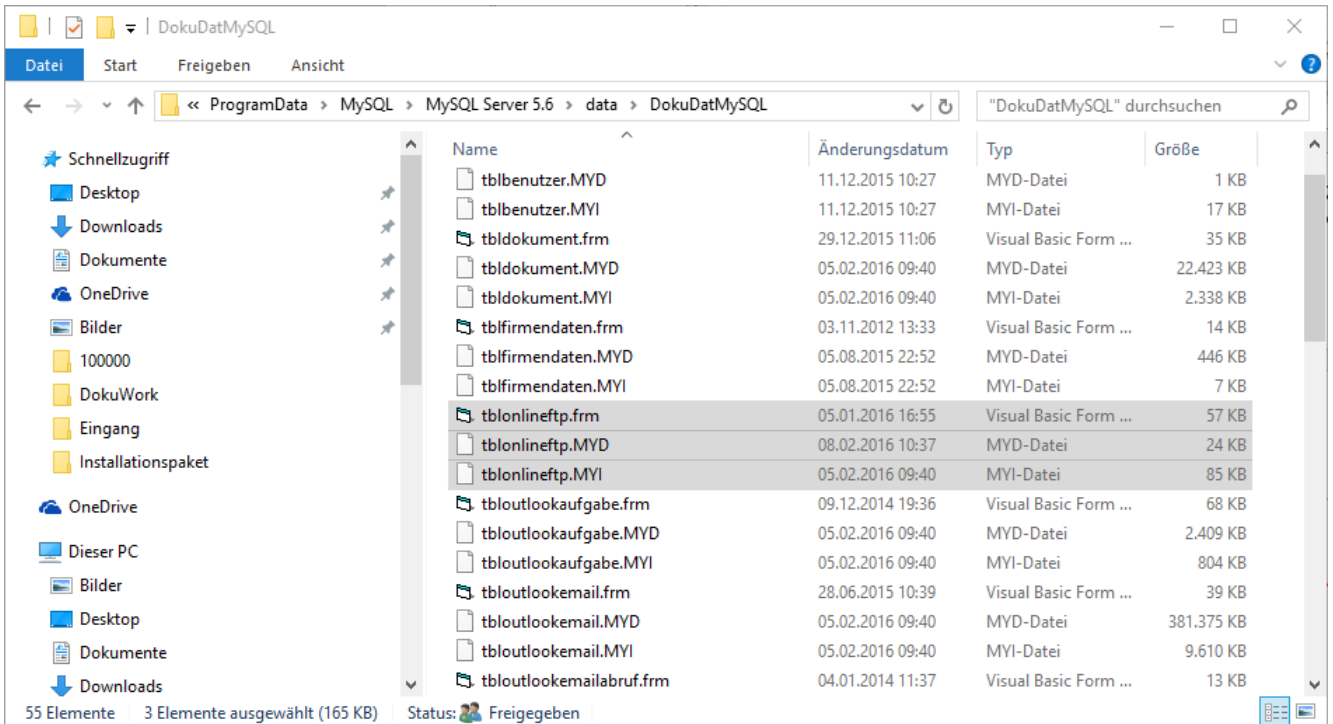 DokuDatMySQL
Datei Start Freigeben Ansicht
« ProgramData > MySQL > MySQL Server 5.6 > data > DokuDatMySQL "DokuDatMySQL" durchsuchen
Schnellzugriff
Desktop
Downloads
Dokumente
OneDrive
Bilder
100000
DokuWork
Eingang
Installationspaket
OneDrive
Dieser PC
Bilder
Desktop
Dokumente
Downloads
Name Änderungsdatum Typ Größe
tblbenutzer.MYD 11.12.2015 10:27 MYD-Datei 1 KB
tblbenutzer.MYI 11.12.2015 10:27 MYI-Datei 17 KB
tbldokument.frm 29.12.2015 11:06 Visual Basic Form ... 35 KB
tbldokument.MYD 05.02.2016 09:40 MYD-Datei 22.423 KB
tbldokument.MYI 05.02.2016 09:40 MYI-Datei 2.338 KB
tblfirmendaten.frm 03.11.2012 13:33 Visual Basic Form ... 14 KB
tblfirmendaten.MYD 05.08.2015 22:52 MYD-Datei 446 KB
tblfirmendaten.MYI 05.08.2015 22:52 MYI-Datei 7 KB
tblonlineftp.frm 05.01.2016 16:55 Visual Basic Form ... 57 KB
tblonlineftp.MYD 08.02.2016 10:37 MYD-Datei 24 KB
tblonlineftp.MYI 05.02.2016 09:40 MYI-Datei 85 KB
tbloutlookaufgabe.frm 09.12.2014 19:36 Visual Basic Form ... 68 KB
tbloutlookaufgabe.MYD 05.02.2016 09:40 MYD-Datei 2.409 KB
tbloutlookaufgabe.MYI 05.02.2016 09:40 MYI-Datei 804 KB
tbloutlookemail.frm 28.06.2015 10:39 Visual Basic Form ... 39 KB
tbloutlookemail.MYD 05.02.2016 09:40 MYD-Datei 381.375 KB
tbloutlookemail.MYI 05.02.2016 09:40 MYI-Datei 9.610 KB
tbloutlookemailabruf.frm 04.01.2014 11:37 Visual Basic Form ... 13 KB
55 Elemente 3 Elemente ausgewählt (165 KB) Status: Freigegeben